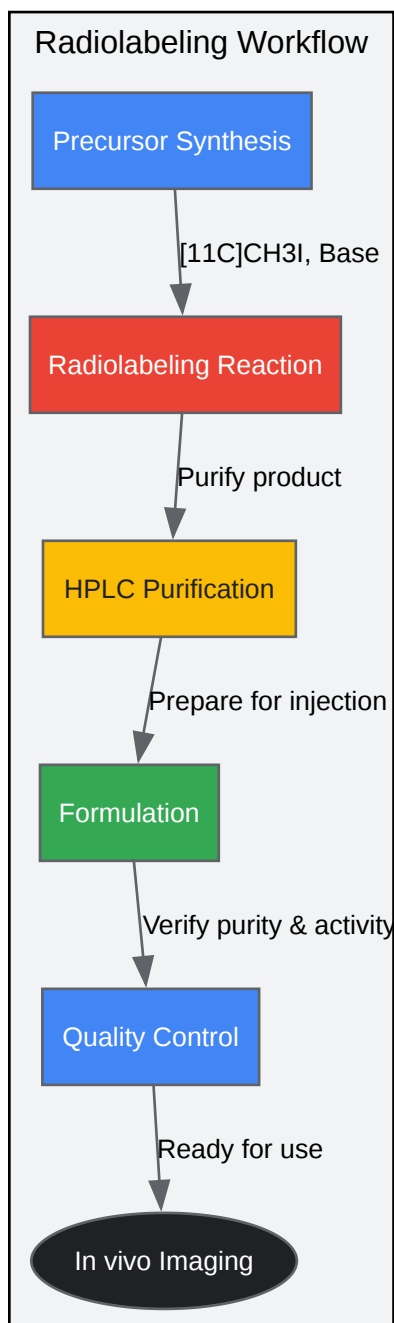 Radiolabeling Workflow
Precursor Synthesis
[11C]CH3I, Base
Radiolabeling Reaction
Purify product
HPLC Purification
Prepare for injection
Formulation
Verify purity & activity
Quality Control
Ready for use
In vivo Imaging